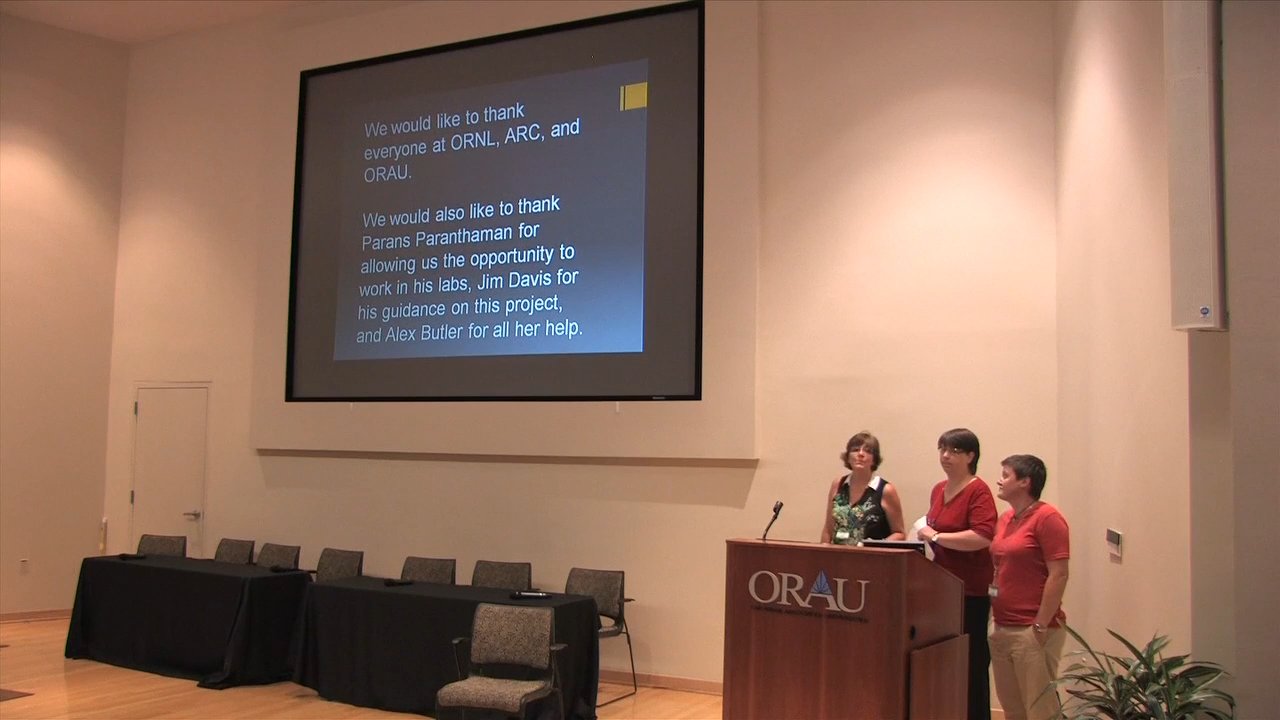 We would like to thank
everyone at ORNL, ARC, and
ORAU.
We would also like to thank
Parans Paranthaman for
allowing us the opportunity to
work in his labs, Jim Davis for
his guidance on this project,
and Alex Butler for all her help.
ORAU